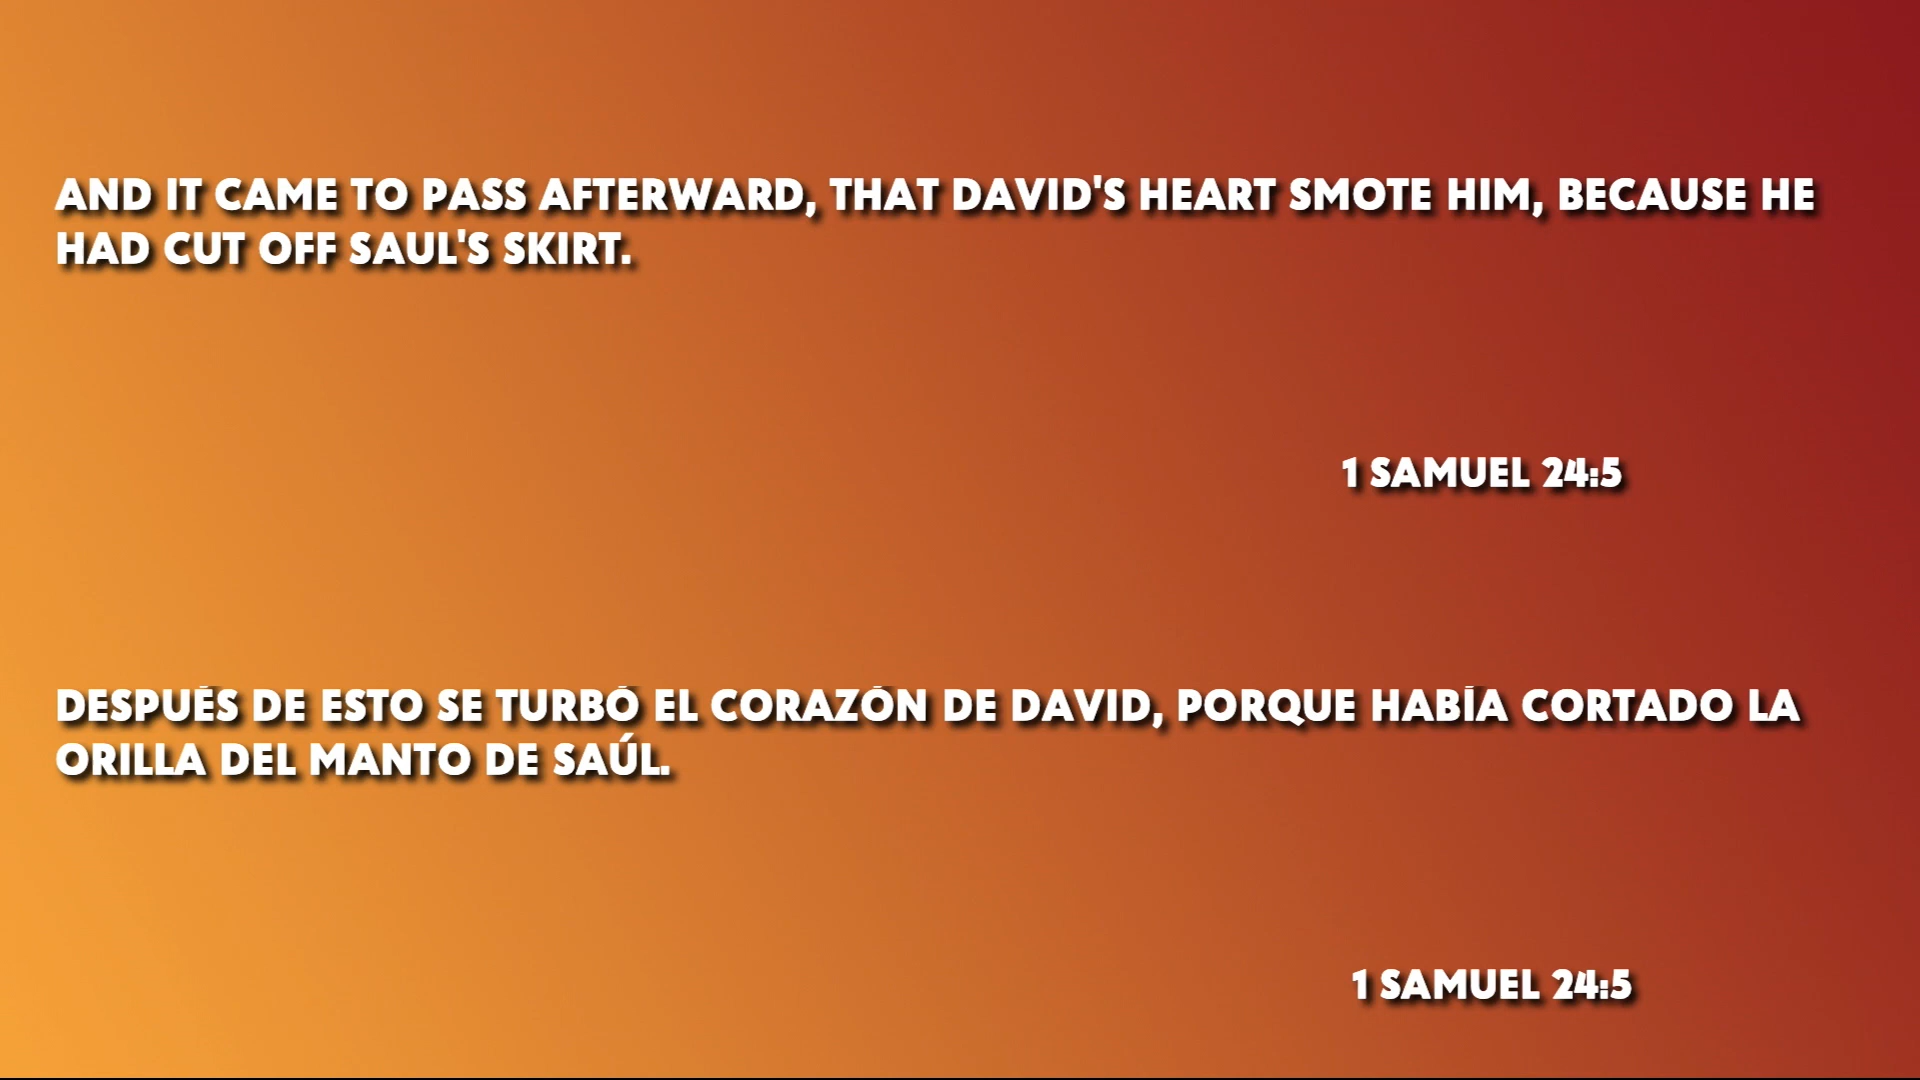 AND IT CAME TO PASS AFTERWARD, THAT DAVID'S HEART SMOTE HIM, BECAUSE HE
HAD CUT OFF SAUL'S SKIRT.
1 SAMUEL 24:5
DESPUÉS DE ESTO SE TURBÓ EL CORAZÓN DE DAVID, PORQUE HABÍA CORTADO LA
ORILLA DEL MANTO DE SAÚL.
1 SAMUEL 24:5